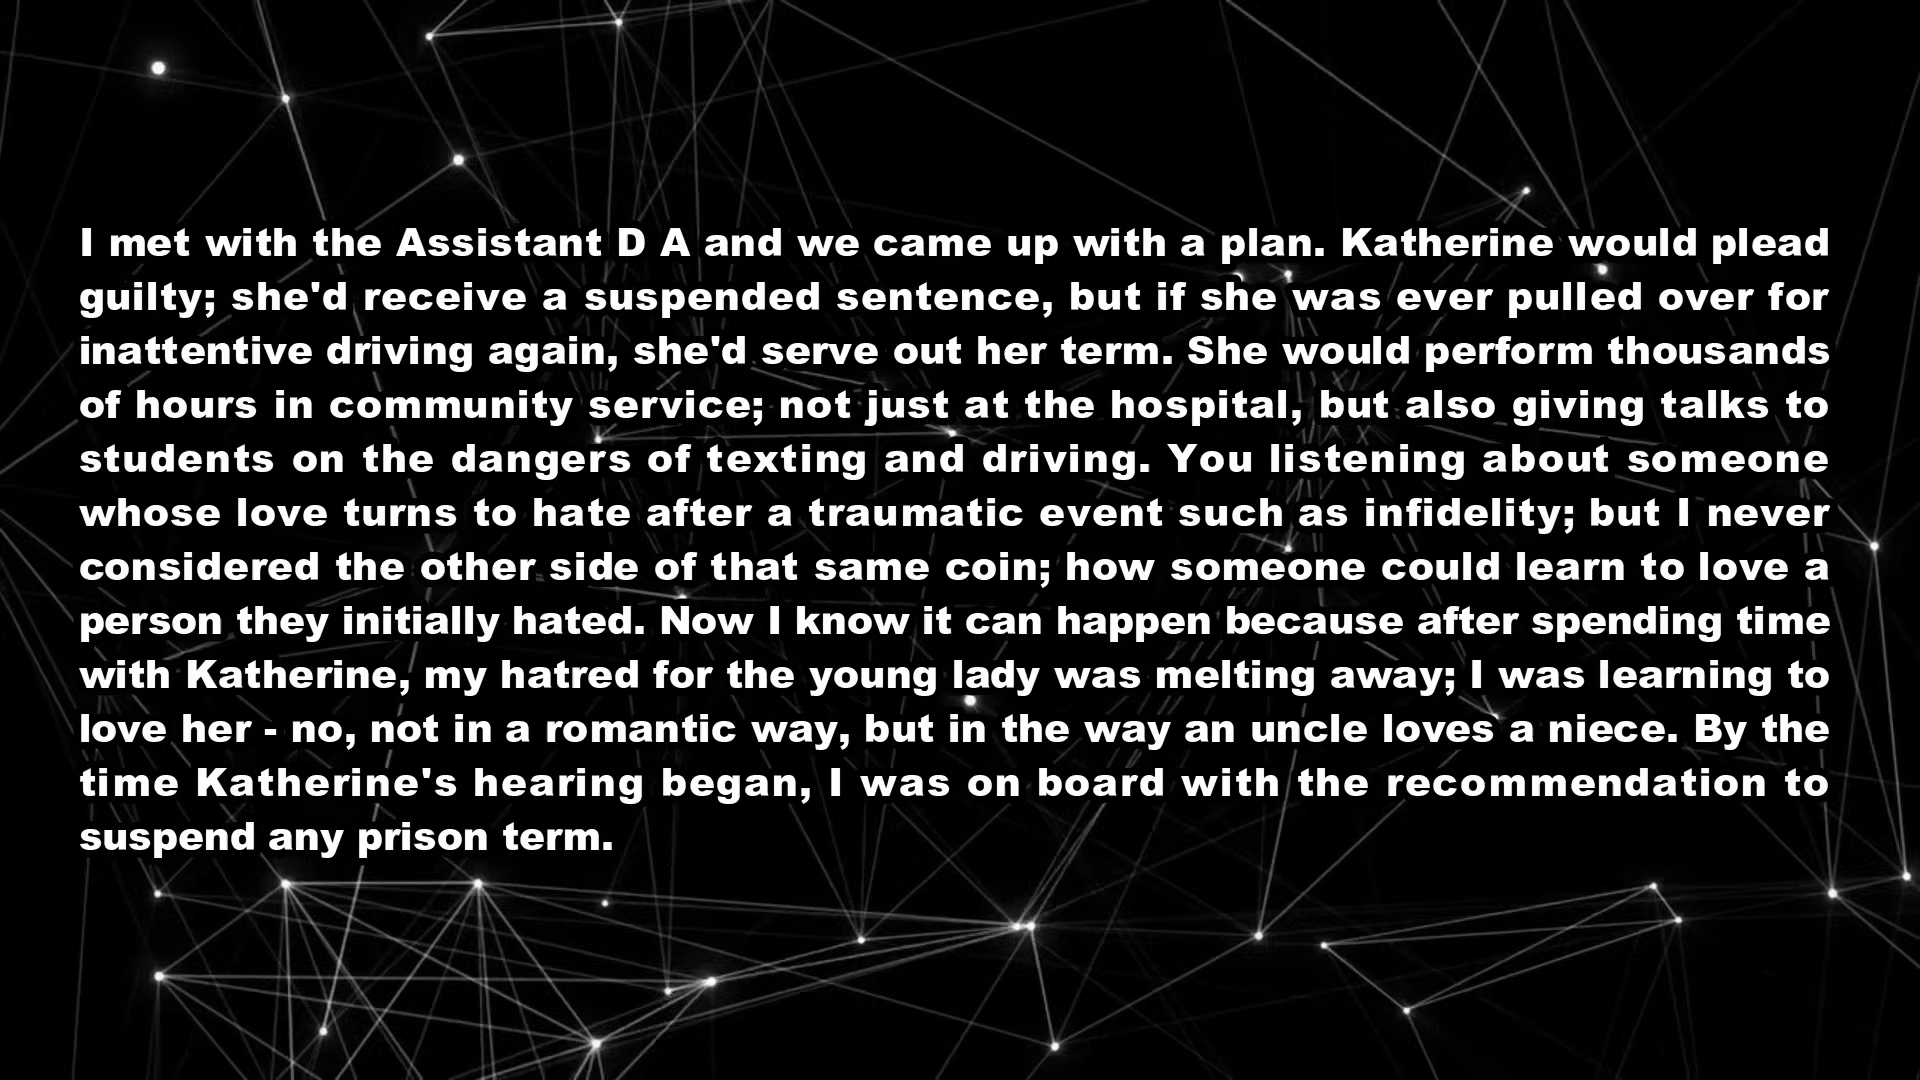 I met with the Assistant D A and we came up with a plan. Katherine would plead
guilty; she'd receive a suspended sentence, but if she was ever pulled over for
inattentive driving again, she'd serve out her term. She would perform thousands
of hours in community service; not just at the hospital, but also giving talks to
students on the dangers of texting and driving. You listening about someone
whose love turns to hate after a traumatic event such as infidelity; but I never
considered the other side of that same coin; how someone could learn to love a
person they initially hated. Now I know it can happen because after spending time
with Katherine, my hatred for the young lady was melting away; I was learning to
love her - no, not in a romantic way, but in the way an uncle loves a niece. By the
time Katherine's hearing began, I was on board with the recommendation to
suspend any prison term.